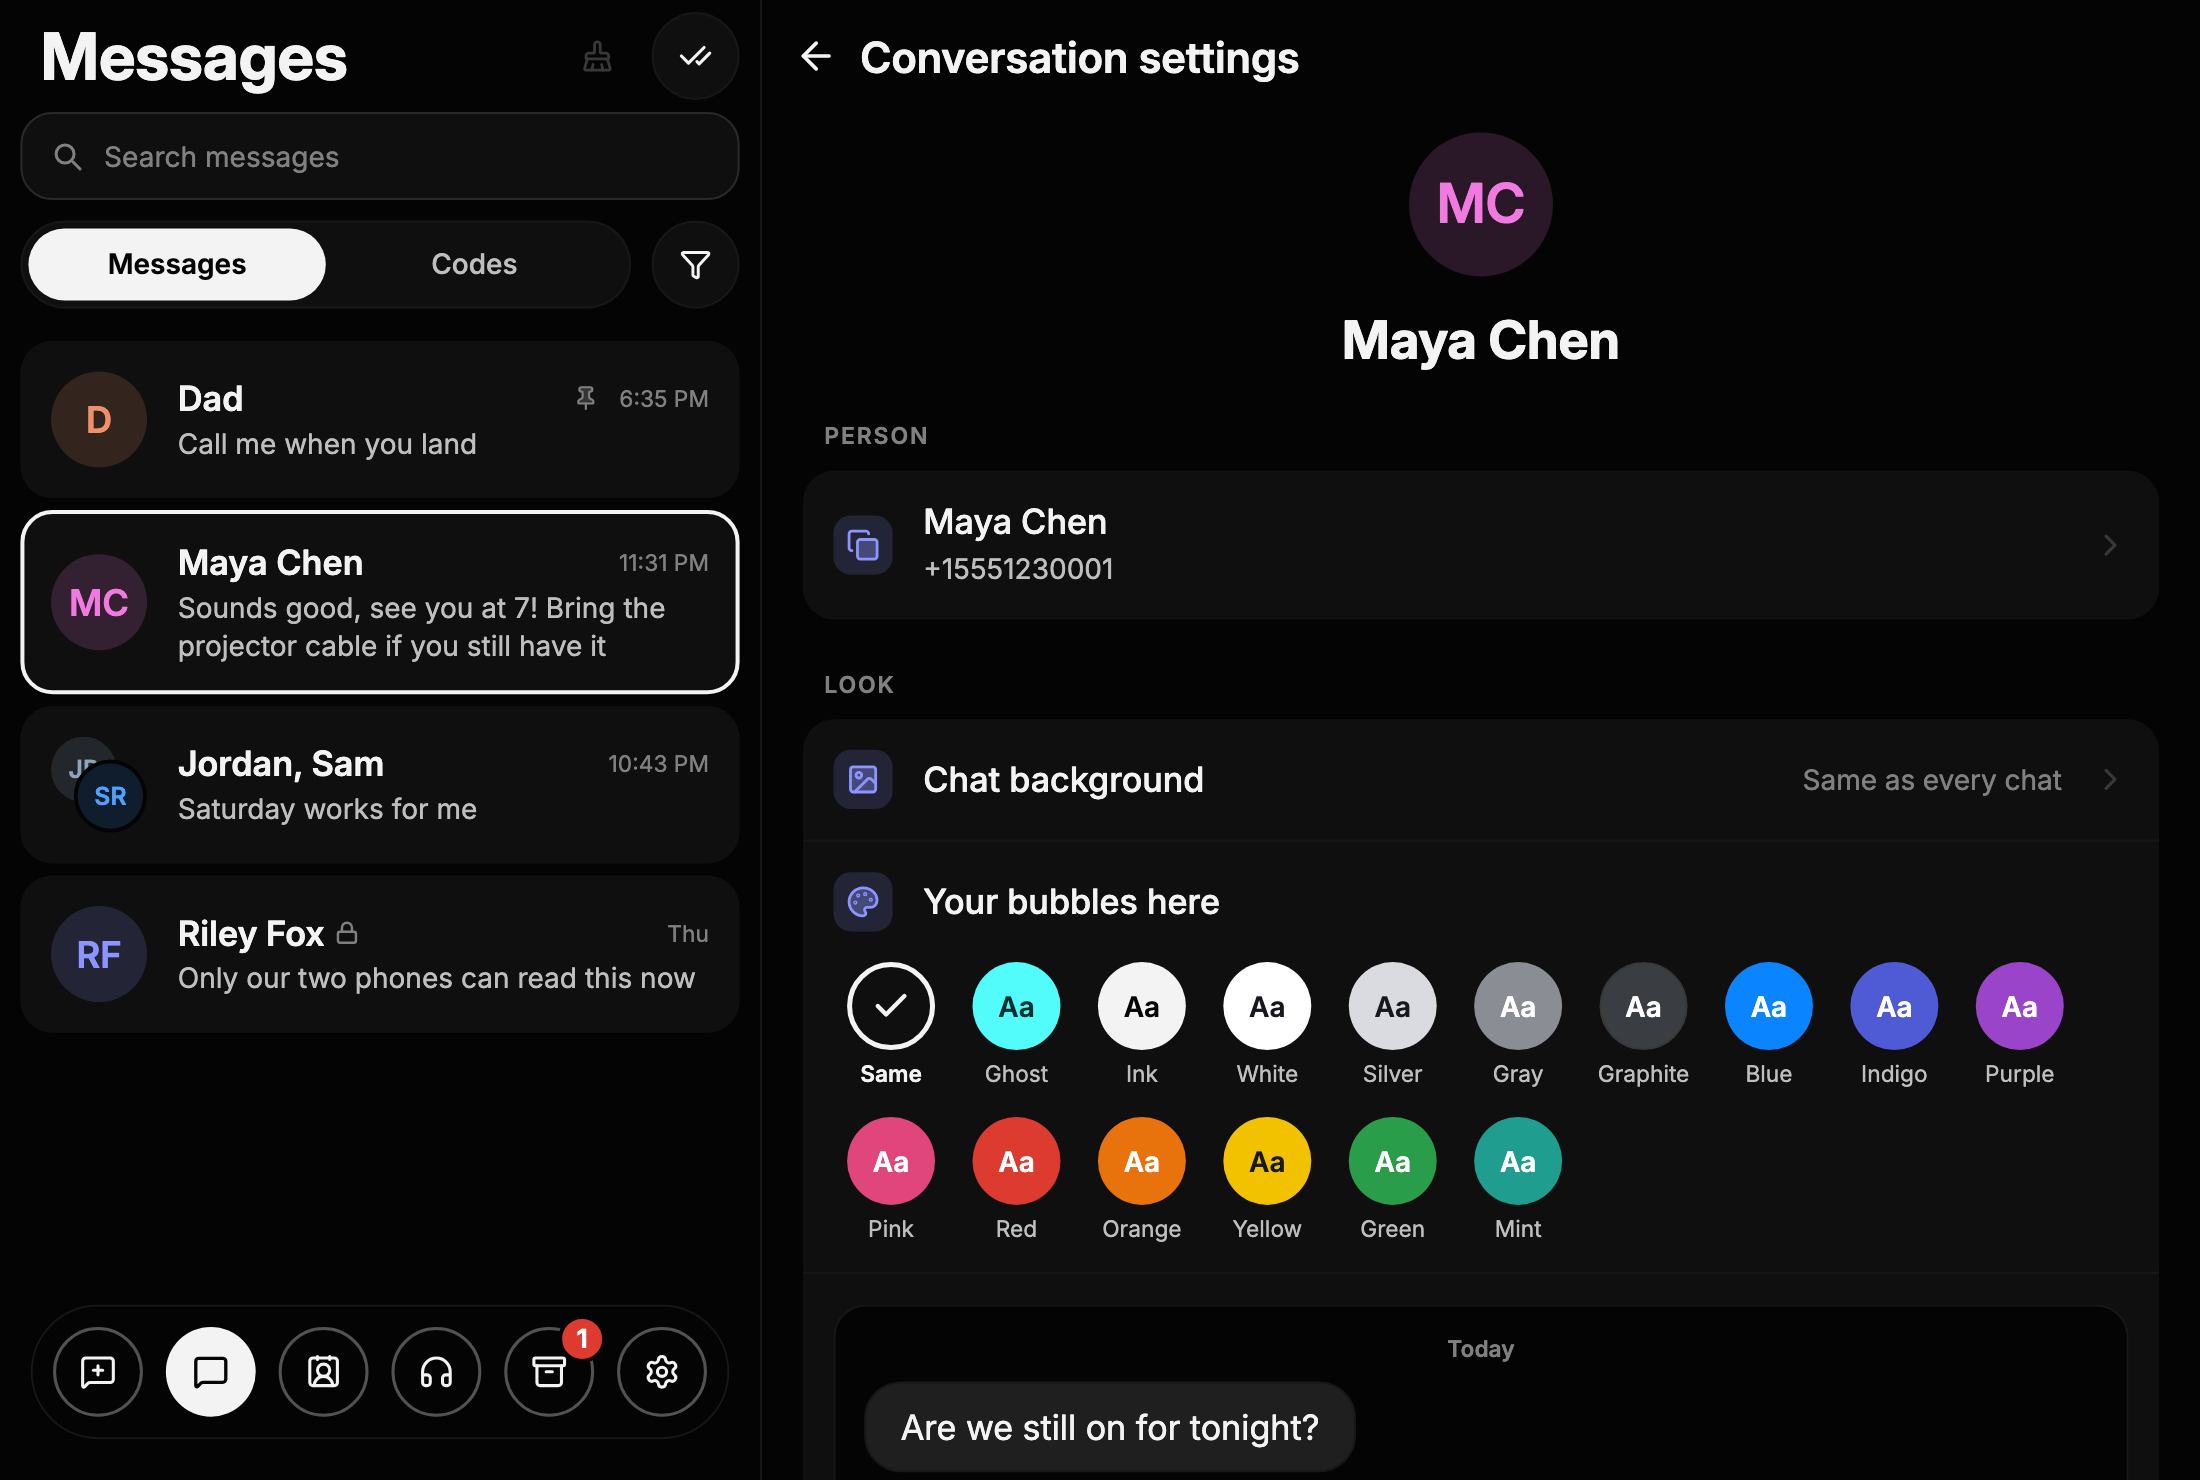 Messages
Search messages
Messages
Codes
D
Dad
6:35 PM
Call me when you land
MC
Maya Chen
11:31 PM
Sounds good, see you at 7! Bring the
projector cable if you still have it
SR
Jordan, Sam
10:43 PM
Saturday works for me
RF
Riley Fox
Thu
Only our two phones can read this now
1
Conversation settings
MC
Maya Chen
PERSON
Maya Chen
+15551230001
LOOK
Chat background
Same as every chat
Your bubbles here
Aa Aa Aa Aa Aa Aa Aa Aa Aa
Same Ghost Ink White Silver Gray Graphite Blue Indigo Purple
Aa Aa Aa Aa Aa Aa
Pink Red Orange Yellow Green Mint
Today
Are we still on for tonight?